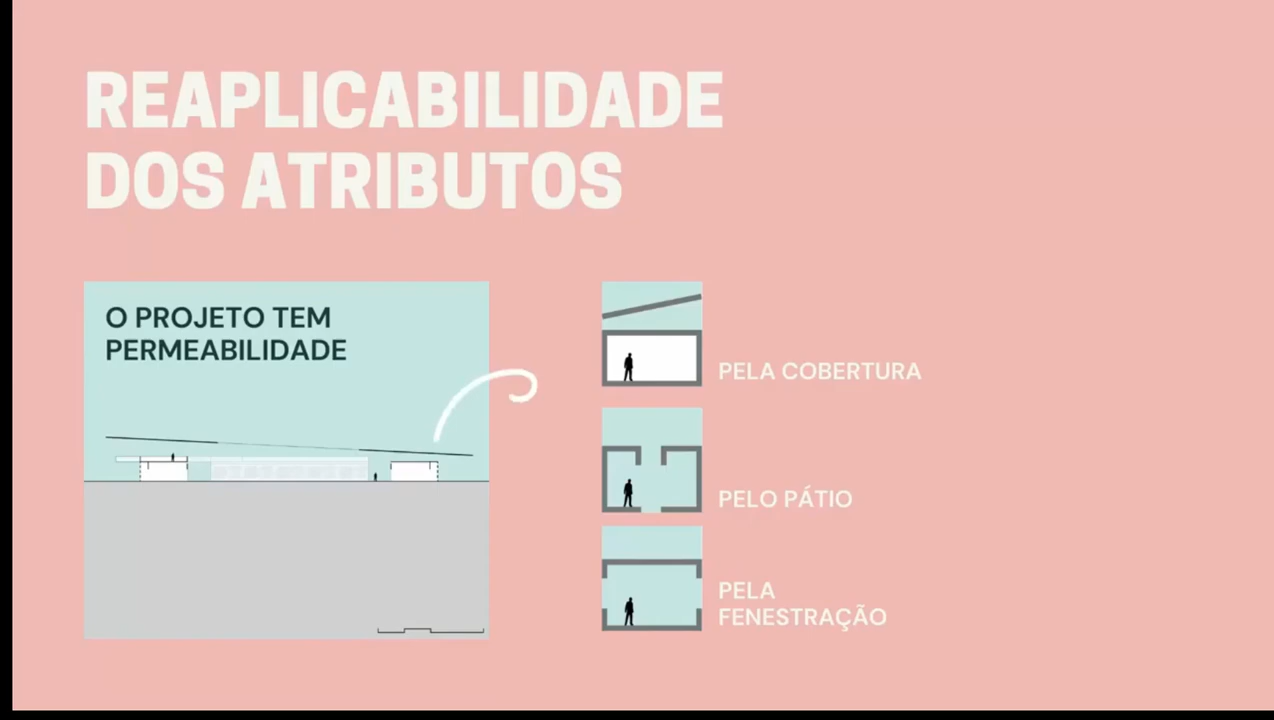 REAPLICABILIDADE
DOS ATRIBUTOS
O PROJETO TEM
PERMEABILIDADE
PELA COBERTURA
PELO PÁTIO
PELA
FENESTRAÇÃO